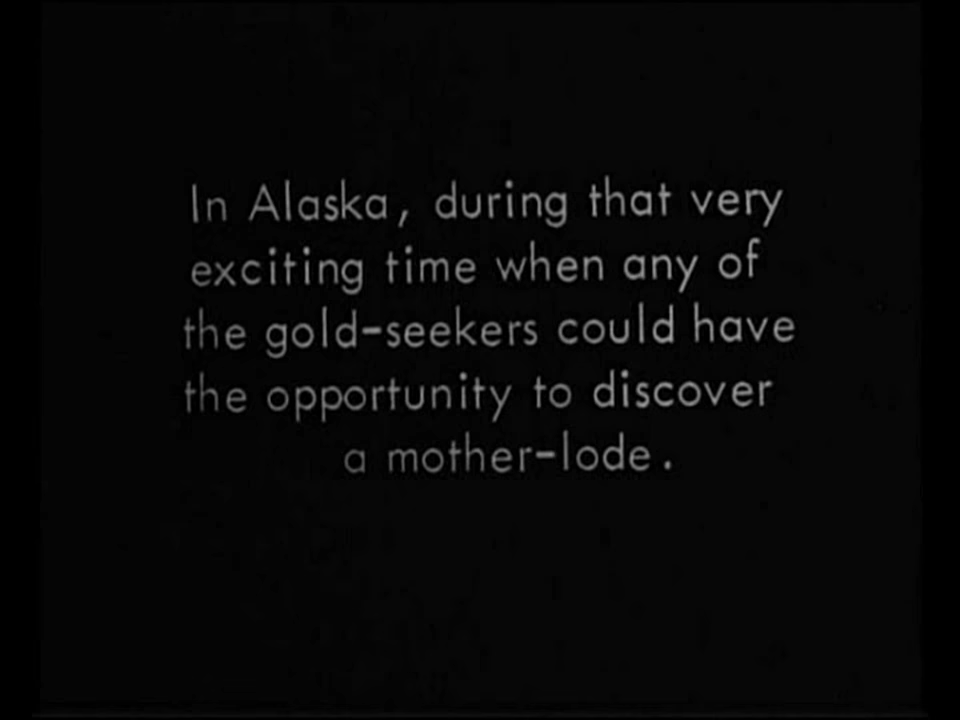 In Alaska, during that very
exciting time when any of
the gold-seekers could have
the opportunity to discover
a mother-lode.